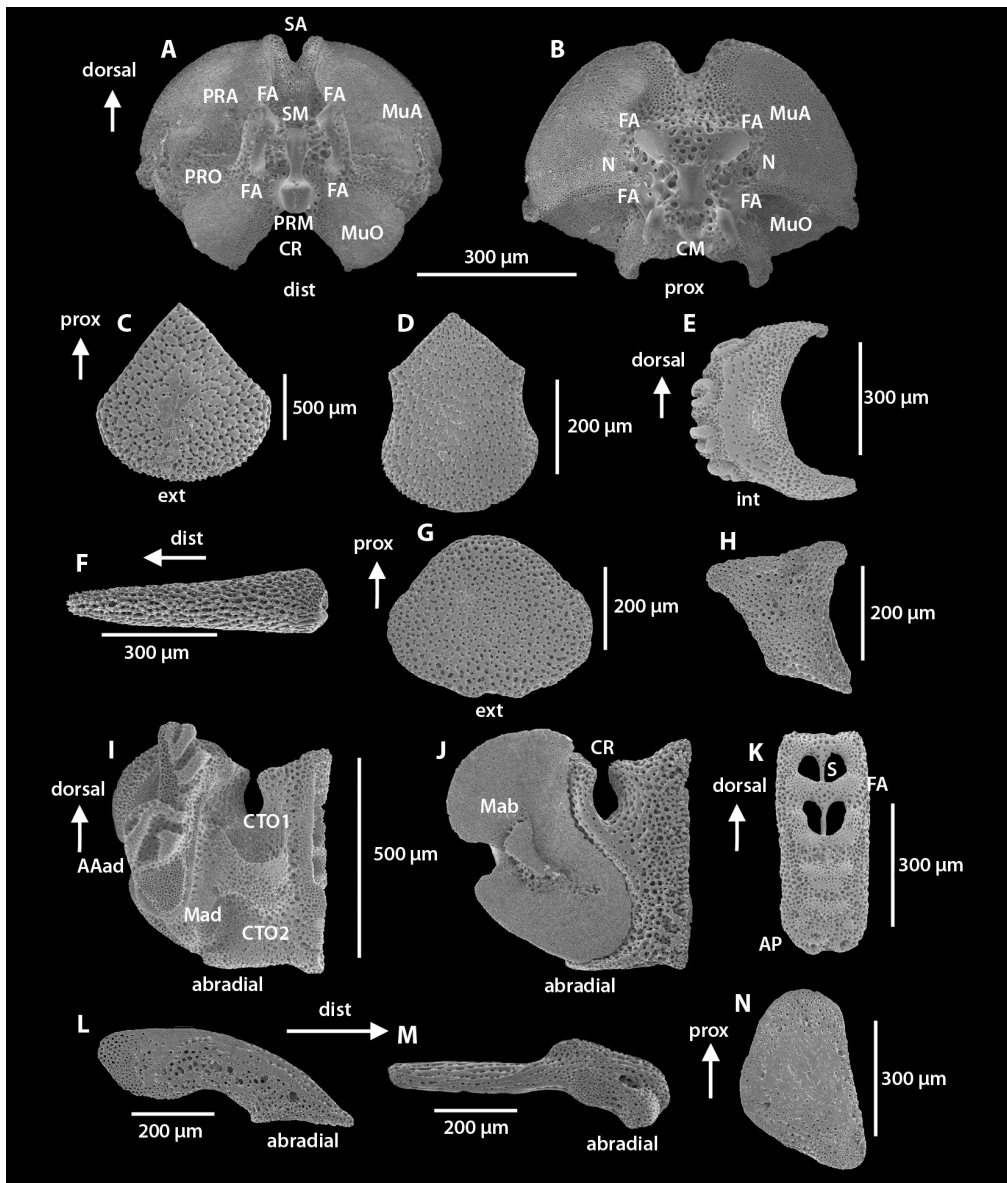 SA
A
B
dorsal
PRA
FA
FA
SM
MuA
FA
FA
MuA
PRO
N
N
FA
FA
FA
FA
PRM
MuO
MuO
CR
CM
300 µm
dist
prox
prox
C
D
E
dorsal
500 µm
200 µm
300 µm
ext
int
dist
G
prox
F
H
200 µm
200 µm
300 µm
ext
I
J
CR
K
dorsal
S
FA
Mab
dorsal
CTO1
500 µm
AAad
300 µm
Mad
CTO2
AP
abradial
abradial
dist
L
M
N
prox
300 µm
200 µm
200 µm
abradial
abradial